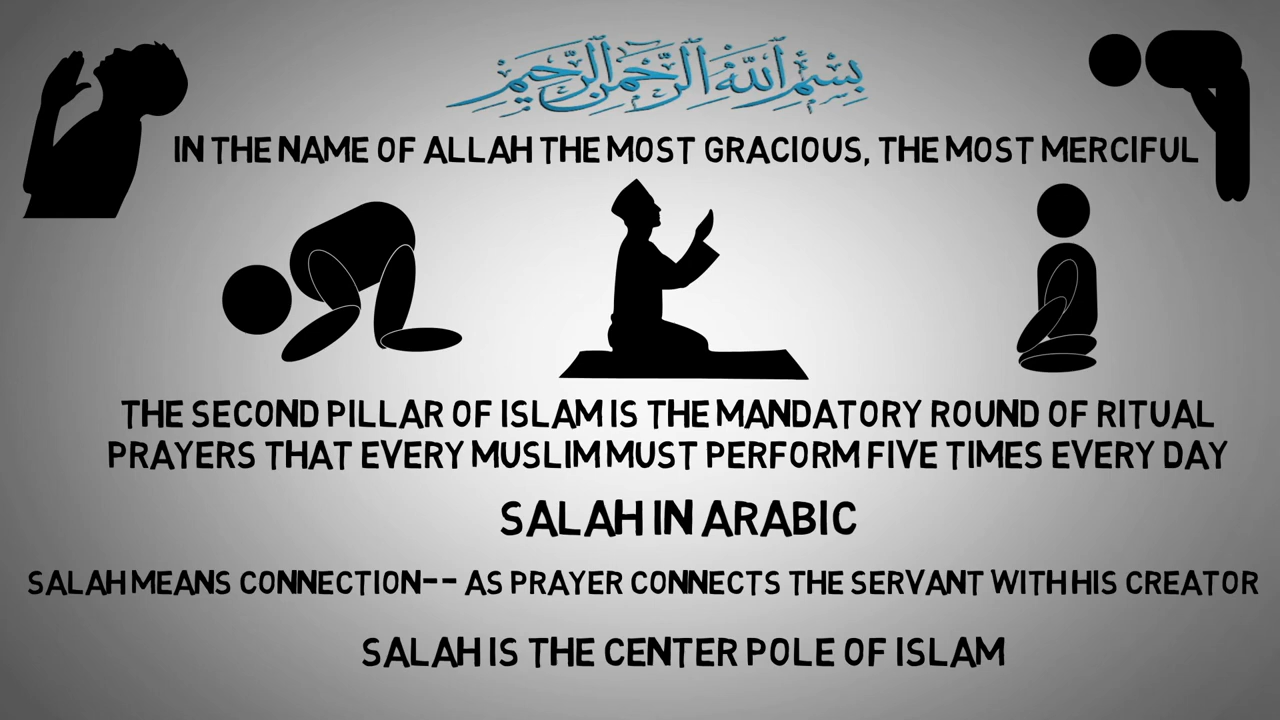 بِسْمِ اللَّهِ الرَّحْمَنِ الرَّحِيمِ
IN THE NAME OF ALLAH THE MOST GRACIOUS, THE MOST MERCIFUL
THE SECOND PILLAR OF ISLAM IS THE MANDATORY ROUND OF RITUAL
PRAYERS THAT EVERY MUSLIM MUST PERFORM FIVE TIMES EVERY DAY
SALAH IN ARABIC
SALAH MEANS CONNECTION-- AS PRAYER CONNECTS THE SERVANT WITH HIS CREATOR
SALAH IS THE CENTER POLE OF ISLAM